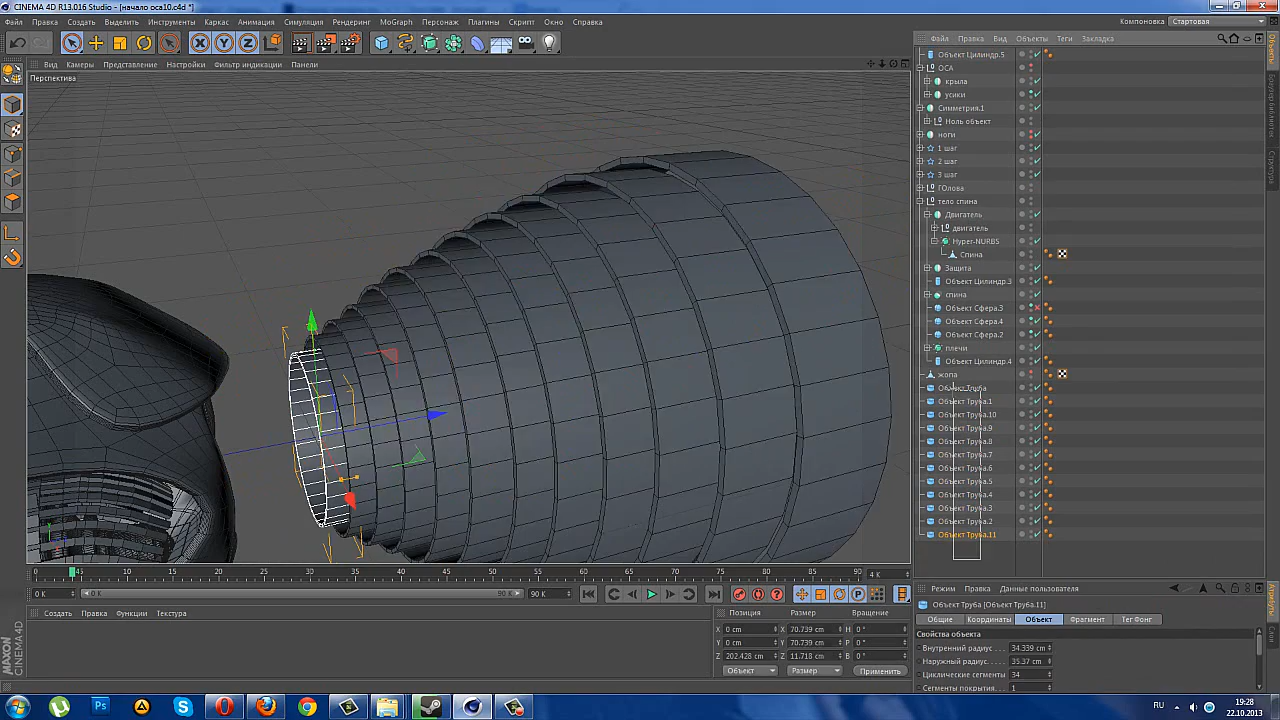 CINEMA 4D R13.016 Studio - [начало оса10.c4d *]
Файл Правка Создать Выделить Инструменты Каркас Анимация Симуляция Рендеринг MoGraph Персонаж Плагины Скрипт Окно Справка
Компоновка Стартовая
Вид Камеры Представление Настройки Фильтр индикации Панели
Перспектива
Файл Правка Вид Объекты Теги Закладка
Объект Цилиндр.5
ОСА
крылья
усики
Симметрия.1
Ноль объект
ноги
1 шаг
2 шаг
3 шаг
ГОлова
тело спина
Двигатель
двигатель
Hyper-NURBS
Спина
Защита
Объект Цилиндр.3
спина
Объект Сфера.3
Объект Сфера.4
Объект Сфера.2
плечи
Объект Цилиндр.4
жопа
Объект Труба
Объект Труба.1
Объект Труба.10
Объект Труба.9
Объект Труба.8
Объект Труба.7
Объект Труба.6
Объект Труба.5
Объект Труба.4
Объект Труба.3
Объект Труба.2
Объект Труба.11
Объекты
Браузер библиотек
Структура
0 45 10 15 20 25 30 35 40 45 50 55 60 65 70 75 80 85 90 4 K
0 K 0 K 90 K 90 K
Создать Правка Функции Текстура
Позиция Размер Вращение
X 0 cm X 70.739 cm H 0 °
Y 0 cm Y 70.739 cm P 0 °
Z 202.428 cm Z 11.718 cm B 0 °
Объект Размер Применить
Режим Правка Данные пользователя
Объект Труба [Объект Труба.11]
Общие Координаты Объект Фрагмент Тег Фонг
Свойства объекта
Внутренний радиус . . . 34.339 cm
Наружный радиус. . . . 35.37 cm
Циклические сегменты 34
Сегменты покрытия. . . 1
Атрибуты
Слои
MAXON CINEMA 4D
RU
19:28
22.10.2013